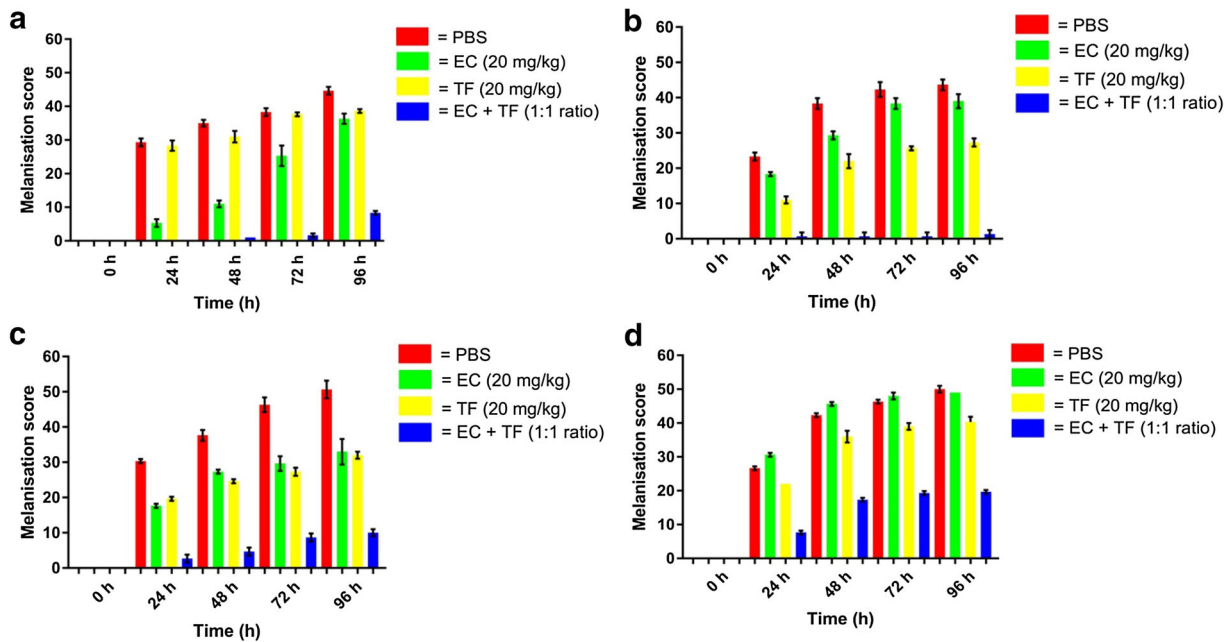 a
60
50
40
30
20
10
0
Melanisation score
0 h
24 h
48 h
72 h
96 h
Time (h)
= PBS
= EC (20 mg/kg)
= TF (20 mg/kg)
= EC + TF (1:1 ratio)
b
60
50
40
30
20
10
0
Melanisation score
0 h
24 h
48 h
72 h
96 h
Time (h)
= PBS
= EC (20 mg/kg)
= TF (20 mg/kg)
= EC + TF (1:1 ratio)
c
60
50
40
30
20
10
0
Melanisation score
0 h
24 h
48 h
72 h
96 h
Time (h)
= PBS
= EC (20 mg/kg)
= TF (20 mg/kg)
= EC + TF (1:1 ratio)
d
60
50
40
30
20
10
0
Melanisation score
0 h
24 h
48 h
72 h
96 h
Time (h)
= PBS
= EC (20 mg/kg)
= TF (20 mg/kg)
= EC + TF (1:1 ratio)